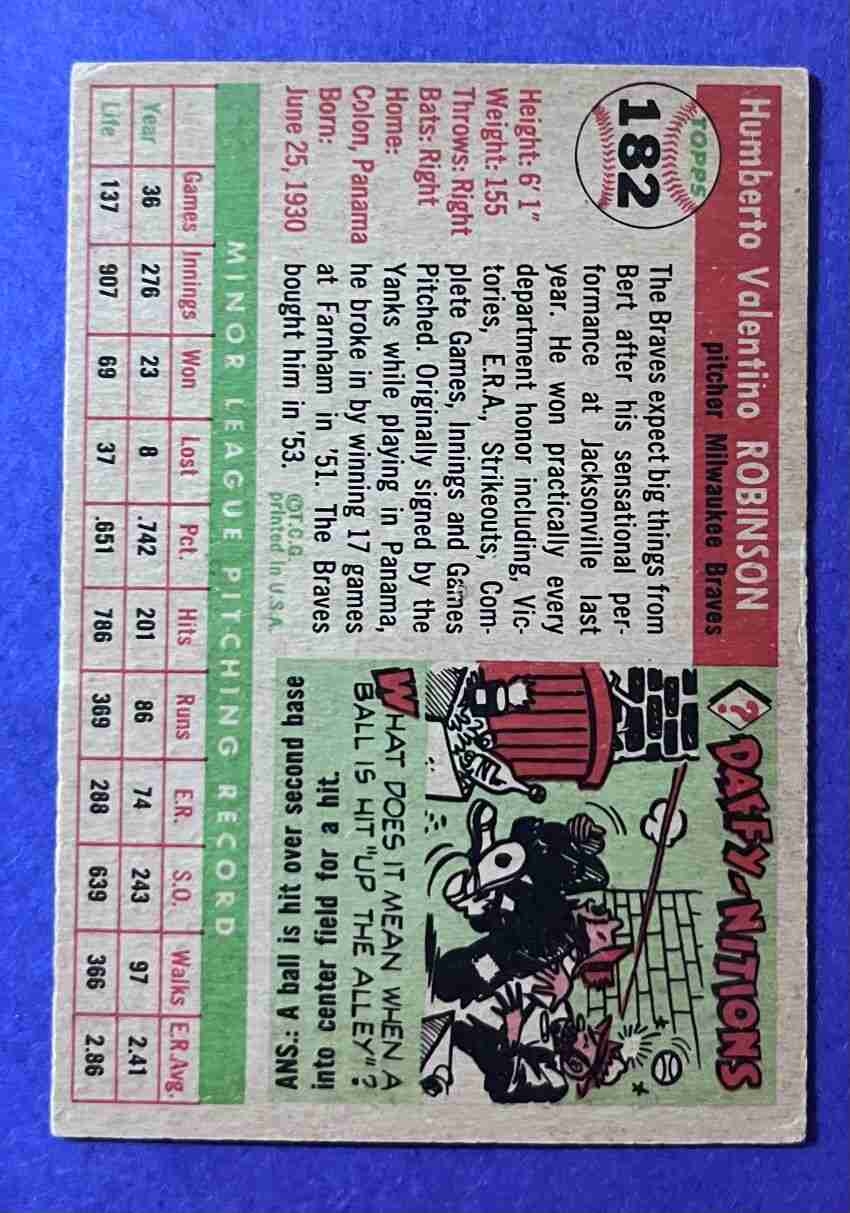 TOPPS
182
Humberto Valentino ROBINSON
pitcher Milwaukee Braves
Height: 6' 1"
Weight: 155
Throws: Right
Bats: Right
Home:
Colon, Panama
Born:
June 25, 1930
The Braves expect big things from
Bert after his sensational per-
formance at Jacksonville last
year. He won practically every
department honor including, Vic-
tories, E.R.A., Strikeouts, Com-
plete Games, Innings and Games
Pitched. Originally signed by the
Yanks while playing in Panama,
he broke in by winning 17 games
at Farnham in '51. The Braves
bought him in '53.
©T.C.G.
printed in U.S.A.
? DAFFY-NITIONS
WHAT DOES IT MEAN WHEN A
BALL IS HIT "UP THE ALLEY"?
ANS.: A ball is hit over second base
into center field for a hit.
MINOR LEAGUE PITCHING RECORD
Games Innings Won Lost Pct. Hits Runs E.R. S.O. Walks E.R.Avg.
Year 36 276 23 8 .742 201 86 74 243 97 2.41
Life 137 907 69 37 .651 786 369 288 639 366 2.86